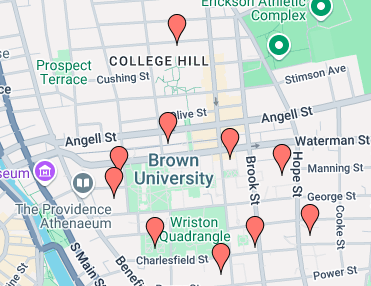 Erickson Athletic
Complex
COLLEGE HILL
Prospect
Terrace
Cushing St
Stimson Ave
Olive St
Angell St
Angell St
Waterman St
Brown
University
Manning St
Hope St
Brook St
George St
The Providence
Athenaeum
Wriston
Quadrangle
Cooke St
S Main St
Benefit
Charlesfield St
Power St